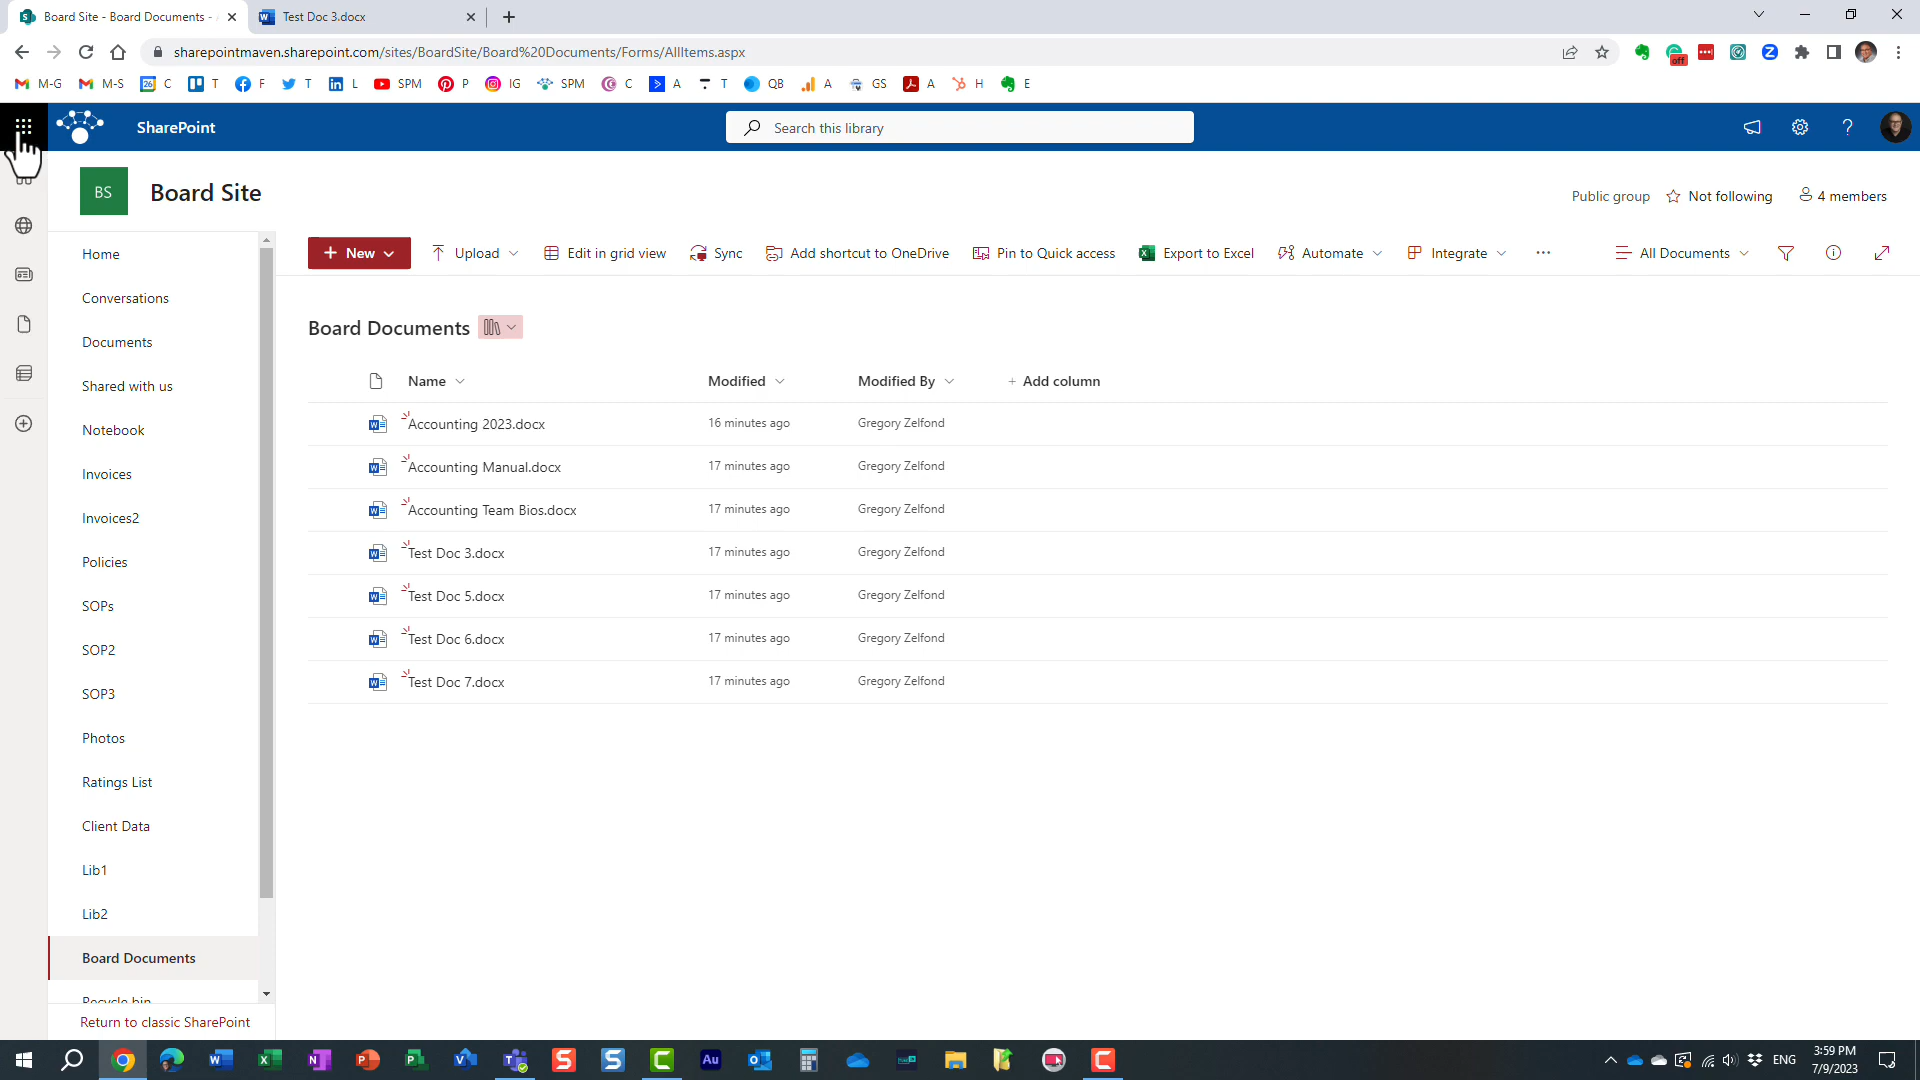 Board Site - Board Documents -
Test Doc 3.docx
sharepointmaven.sharepoint.com/sites/BoardSite/Board%20Documents/Forms/AllItems.aspx
off
M-G
M-S
26
C
T
F
T
L
SPM
P
IG
SPM
C
A
T
QB
A
GS
A
H
E
SharePoint
Search this library
BS
Board Site
Public group
Not following
4 members
New
Upload
Edit in grid view
Sync
Add shortcut to OneDrive
Pin to Quick access
Export to Excel
Automate
Integrate
All Documents
Home
Conversations
Documents
Shared with us
Notebook
Invoices
Invoices2
Policies
SOPs
SOP2
SOP3
Photos
Ratings List
Client Data
Lib1
Lib2
Board Documents
Recycle bin
Return to classic SharePoint
Board Documents
Name
Modified
Modified By
Add column
Accounting 2023.docx
16 minutes ago
Gregory Zelfond
Accounting Manual.docx
17 minutes ago
Gregory Zelfond
Accounting Team Bios.docx
17 minutes ago
Gregory Zelfond
Test Doc 3.docx
17 minutes ago
Gregory Zelfond
Test Doc 5.docx
17 minutes ago
Gregory Zelfond
Test Doc 6.docx
17 minutes ago
Gregory Zelfond
Test Doc 7.docx
17 minutes ago
Gregory Zelfond
ENG
3:59 PM
7/9/2023